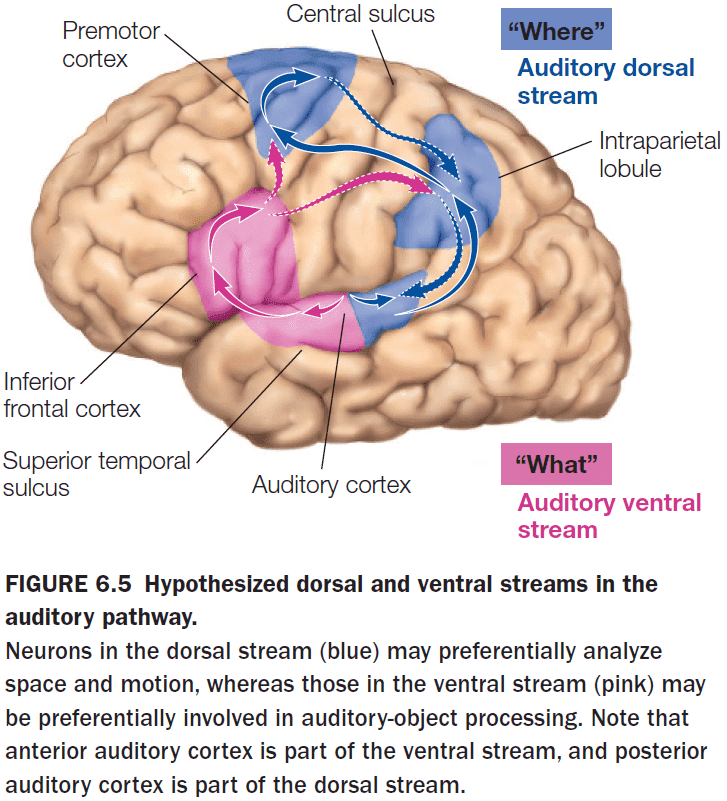 Central sulcus
Premotor
cortex
“Where”
Auditory dorsal
stream
Intraparietal
lobule
Inferior
frontal cortex
Superior temporal
sulcus
Auditory cortex
“What”
Auditory ventral
stream
FIGURE 6.5 Hypothesized dorsal and ventral streams in the
auditory pathway.
Neurons in the dorsal stream (blue) may preferentially analyze
space and motion, whereas those in the ventral stream (pink) may
be preferentially involved in auditory-object processing. Note that
anterior auditory cortex is part of the ventral stream, and posterior
auditory cortex is part of the dorsal stream.